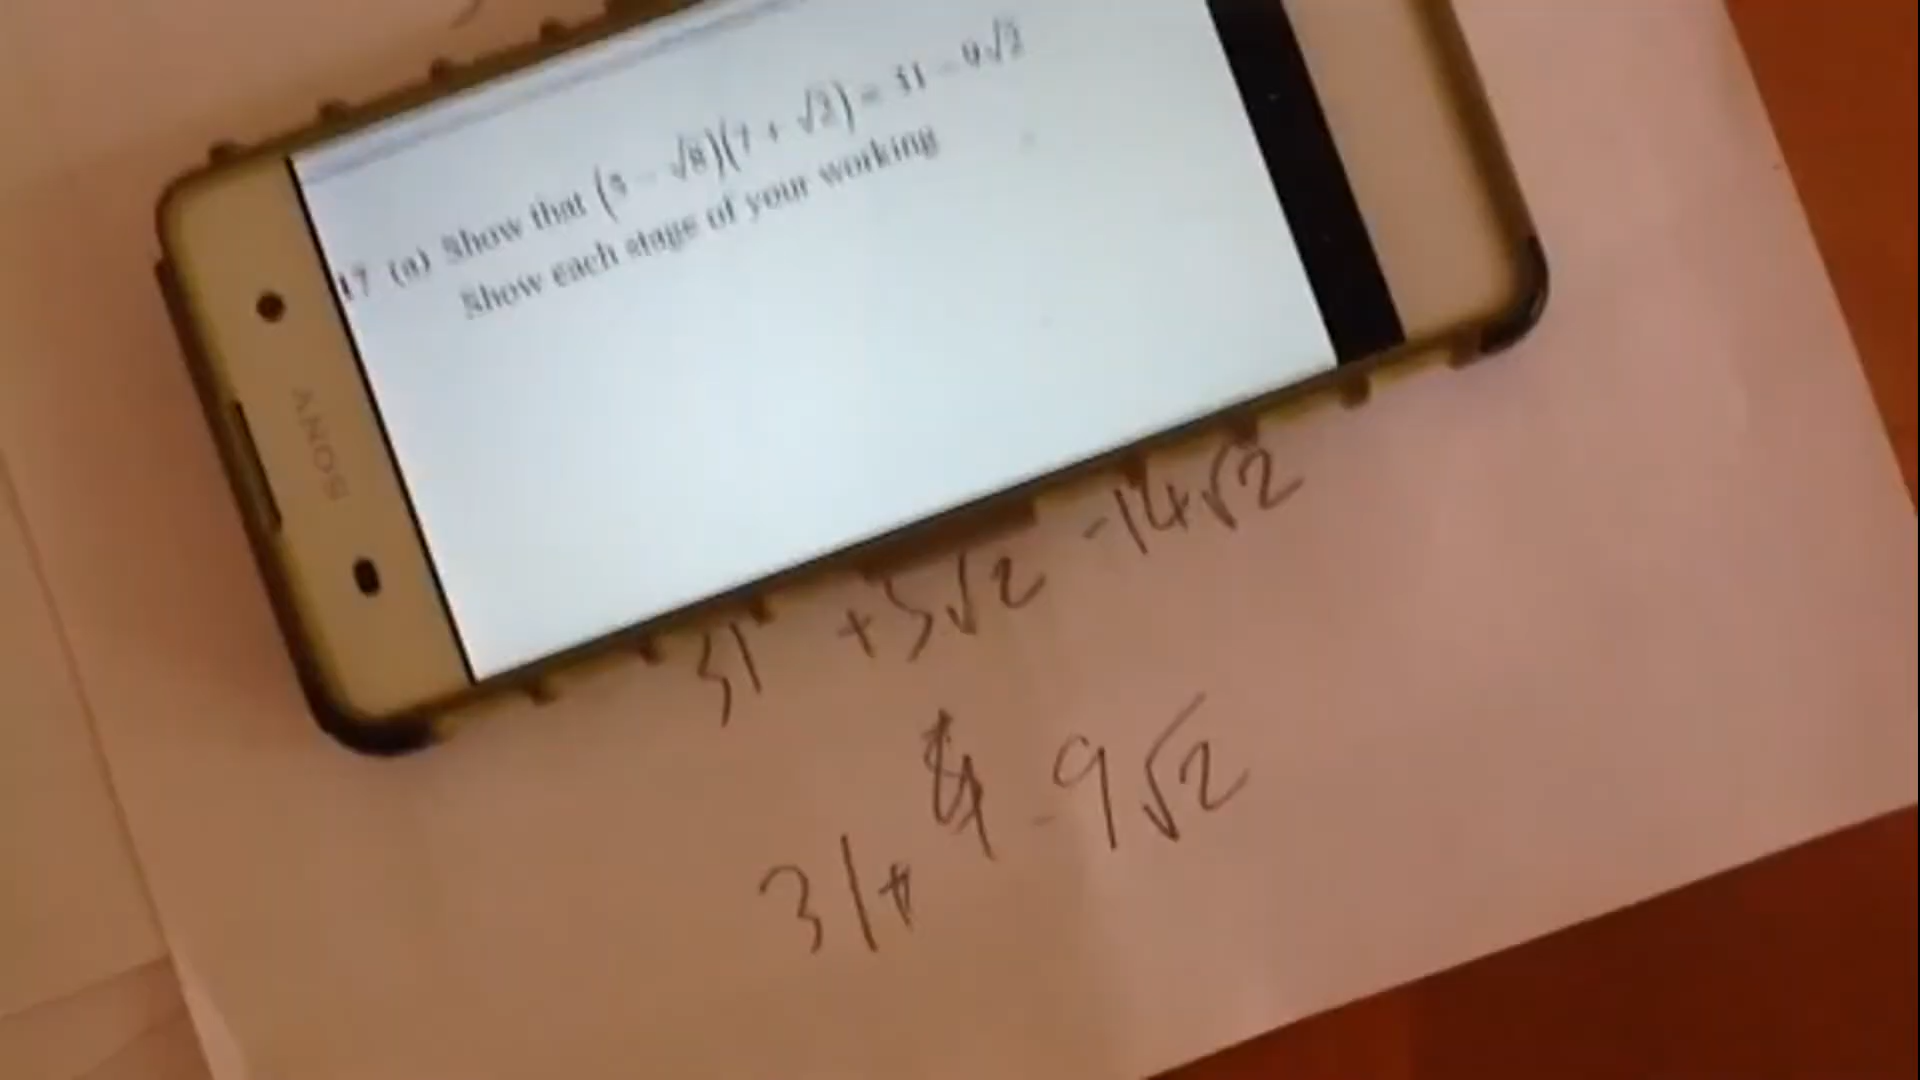 17 (a) Show that (5 - √8)(7 + √2) = 31 - 9√2
Show each stage of your working
SONY
31 + 5√2 - 14√2
31 + - 9√2